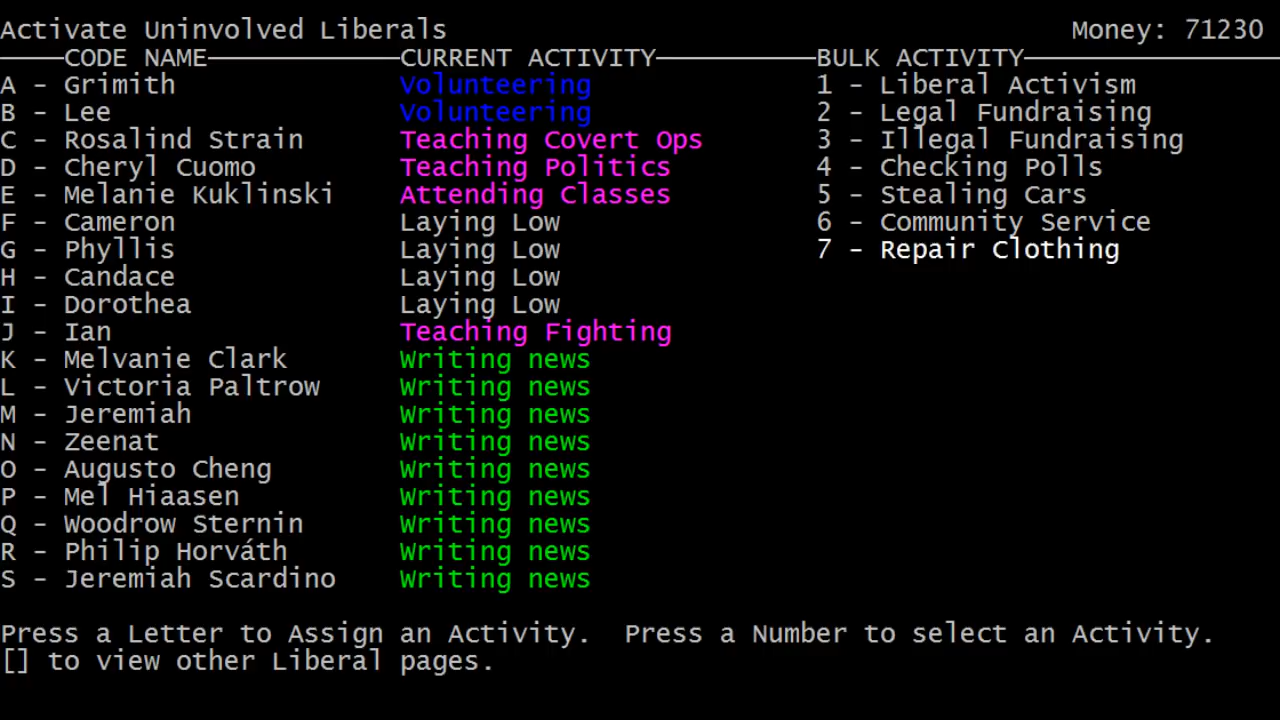 Activate Uninvolved Liberals Money: 71230
CODE NAME CURRENT ACTIVITY BULK ACTIVITY
A - Grimith Volunteering 1 - Liberal Activism
B - Lee Volunteering 2 - Legal Fundraising
C - Rosalind Strain Teaching Covert Ops 3 - Illegal Fundraising
D - Cheryl Cuomo Teaching Politics 4 - Checking Polls
E - Melanie Kuklinski Attending Classes 5 - Stealing Cars
F - Cameron Laying Low 6 - Community Service
G - Phyllis Laying Low 7 - Repair Clothing
H - Candace Laying Low
I - Dorothea Laying Low
J - Ian Teaching Fighting
K - Melvanie Clark Writing news
L - Victoria Paltrow Writing news
M - Jeremiah Writing news
N - Zeenat Writing news
O - Augusto Cheng Writing news
P - Mel Hiaasen Writing news
Q - Woodrow Sternin Writing news
R - Philip Horváth Writing news
S - Jeremiah Scardino Writing news
Press a Letter to Assign an Activity. Press a Number to select an Activity.
[] to view other Liberal pages.